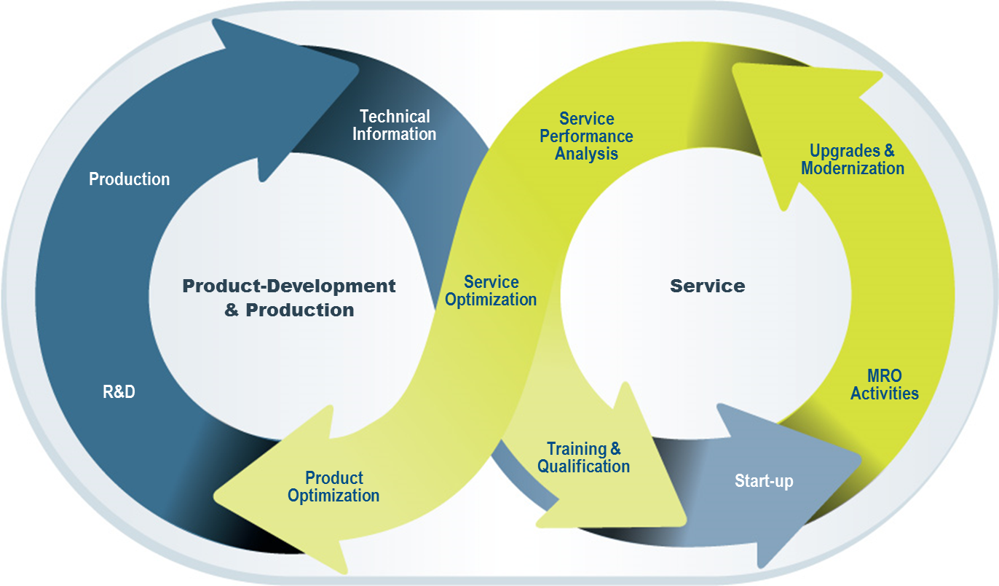 Technical
Information
Service
Performance
Analysis
Upgrades &
Modernization
Production
Product-Development
& Production
Service
Optimization
Service
R&D
MRO
Activities
Training &
Qualification
Product
Optimization
Start-up